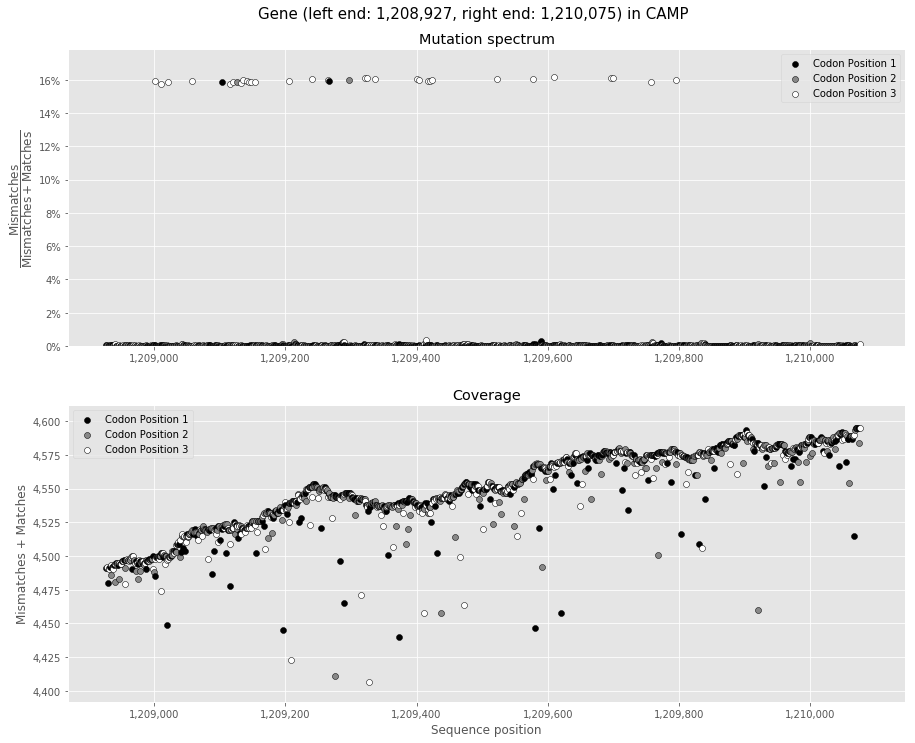 Gene (left end: 1,208,927, right end: 1,210,075) in CAMP
Mutation spectrum
Mismatches
Mismatches + Matches
16%
14%
12%
10%
8%
6%
4%
2%
0%
Codon Position 1
Codon Position 2
Codon Position 3
1,209,000 1,209,200 1,209,400 1,209,600 1,209,800 1,210,000
Coverage
Mismatches + Matches
4,600
4,575
4,550
4,525
4,500
4,475
4,450
4,425
4,400
Codon Position 1
Codon Position 2
Codon Position 3
1,209,000 1,209,200 1,209,400 1,209,600 1,209,800 1,210,000
Sequence position